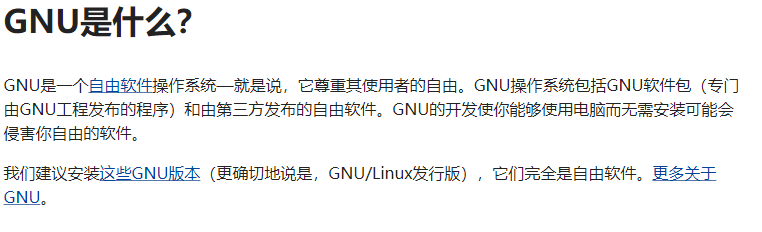 GNU是什么？
GNU是一个自由软件操作系统—就是说，它尊重其使用者的自由。GNU操作系统包括GNU软件包（专门
由GNU工程发布的程序）和由第三方发布的自由软件。GNU的开发使你能够使用电脑而无需安装可能会
侵害你自由的软件。
我们建议安装这些GNU版本（更确切地说是，GNU/Linux发行版），它们完全是自由软件。更多关于
GNU。